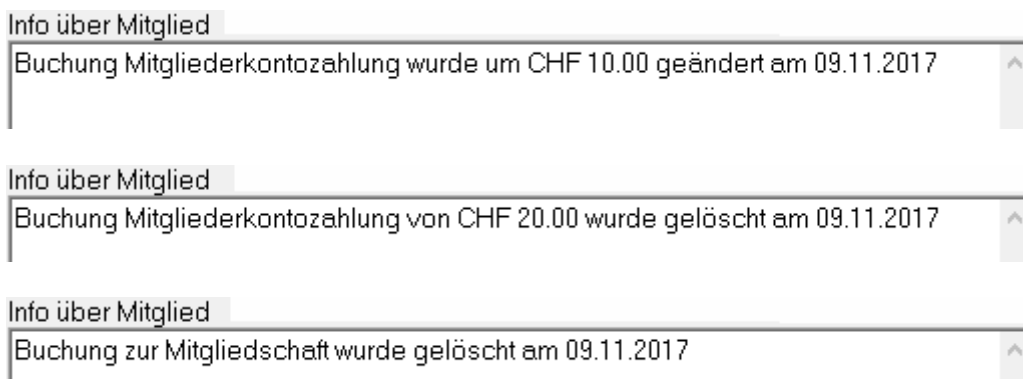 Info über Mitglied
Buchung Mitgliederkontozahlung wurde um CHF 10.00 geändert am 09.11.2017
Info über Mitglied
Buchung Mitgliederkontozahlung von CHF 20.00 wurde gelöscht am 09.11.2017
Info über Mitglied
Buchung zur Mitgliedschaft wurde gelöscht am 09.11.2017